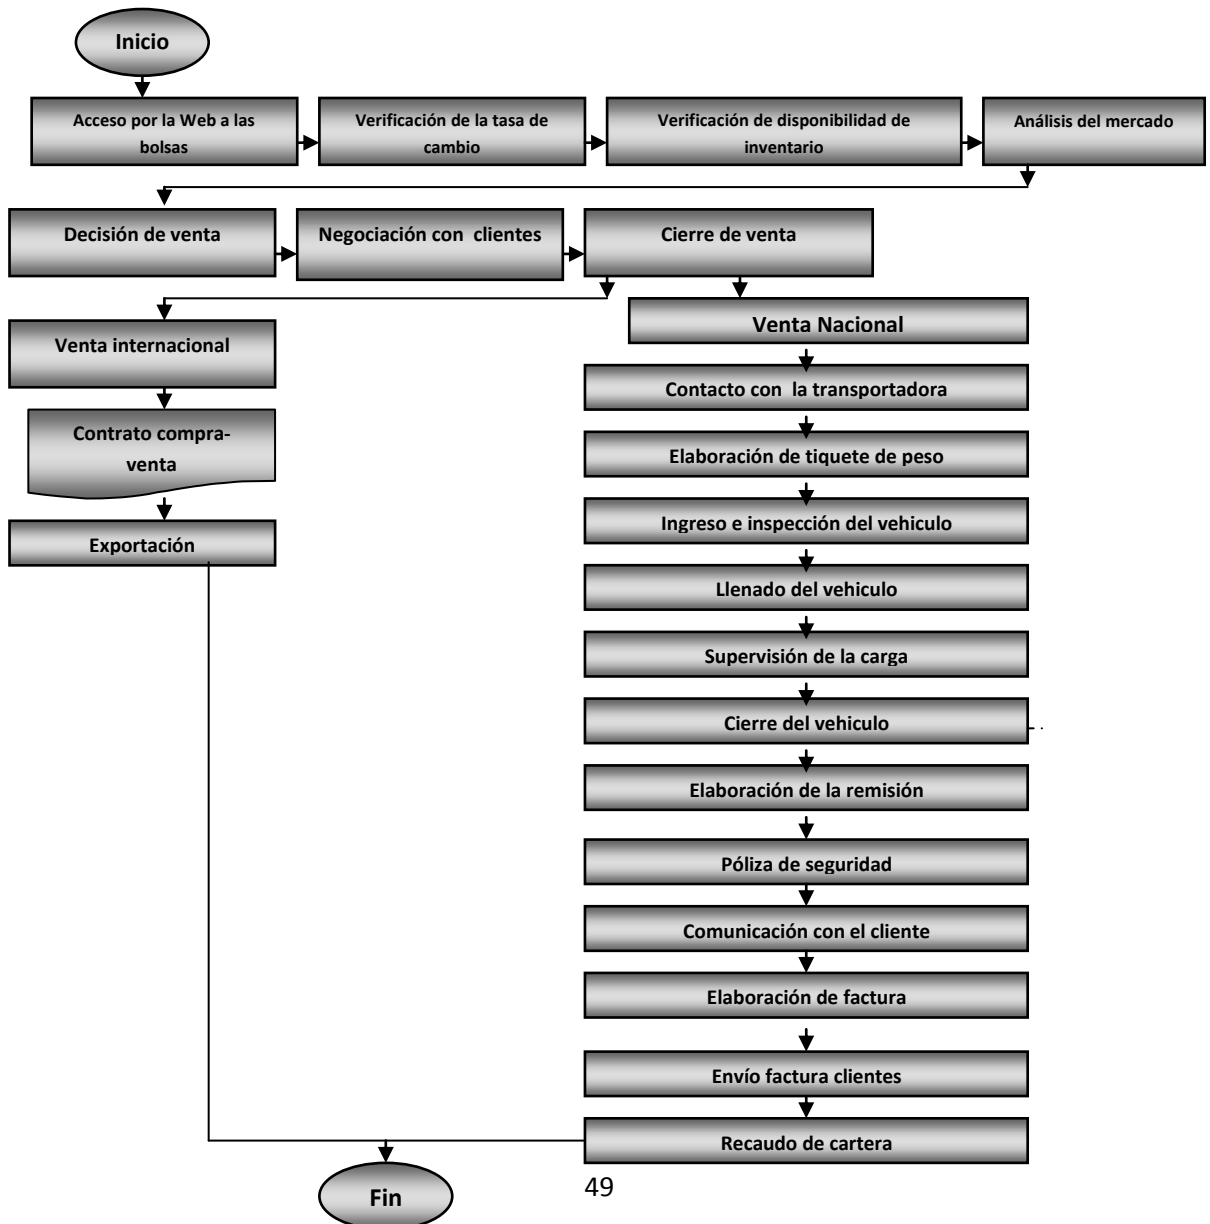 Inicio
Acceso por la Web a las
bolsas
Verificación de la tasa de
cambio
Verificación de disponibilidad de
inventario
Análisis del mercado
Decisión de venta
Negociación con  clientes
Cierre de venta
Venta internacional
Contrato compra-
venta
Exportación
Venta Nacional
Contacto con  la transportadora
Elaboración de tiquete de peso
Ingreso e inspección del vehiculo
Llenado del vehiculo
Supervisión de la carga
Cierre del vehiculo
Elaboración de la remisión
Póliza de seguridad
Comunicación con el cliente
Elaboración de factura
Envío factura clientes
Recaudo de cartera
Fin
49